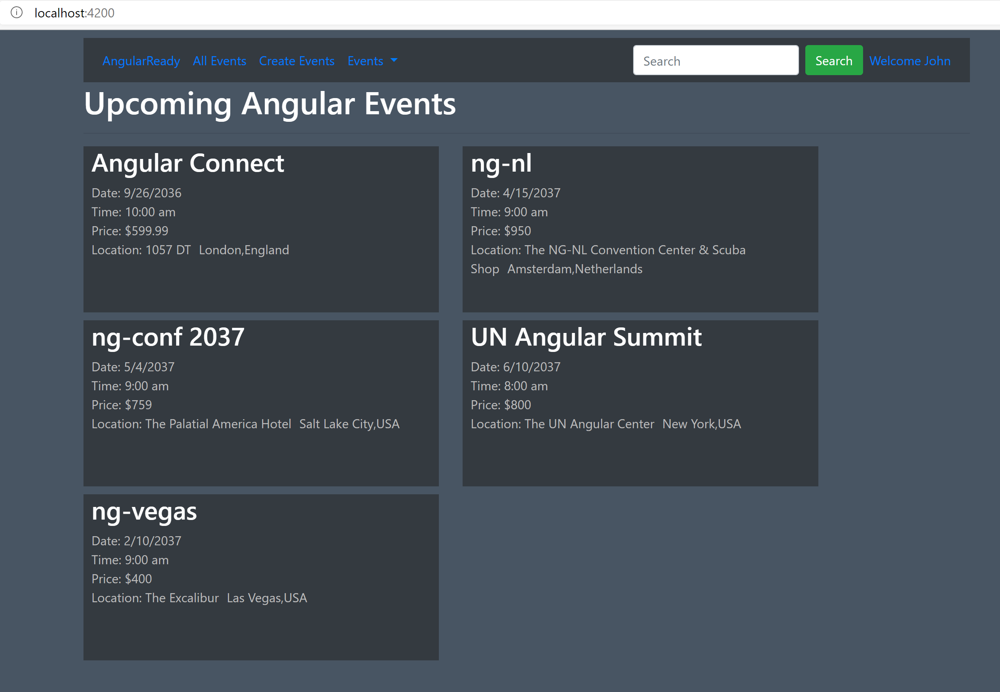 localhost:4200
AngularReady All Events Create Events Events Search Search Welcome John
Upcoming Angular Events
Angular Connect
Date: 9/26/2036
Time: 10:00 am
Price: $599.99
Location: 1057 DT London,England
ng-nl
Date: 4/15/2037
Time: 9:00 am
Price: $950
Location: The NG-NL Convention Center & Scuba
Shop Amsterdam,Netherlands
ng-conf 2037
Date: 5/4/2037
Time: 9:00 am
Price: $759
Location: The Palatial America Hotel Salt Lake City,USA
UN Angular Summit
Date: 6/10/2037
Time: 8:00 am
Price: $800
Location: The UN Angular Center New York,USA
ng-vegas
Date: 2/10/2037
Time: 9:00 am
Price: $400
Location: The Excalibur Las Vegas,USA